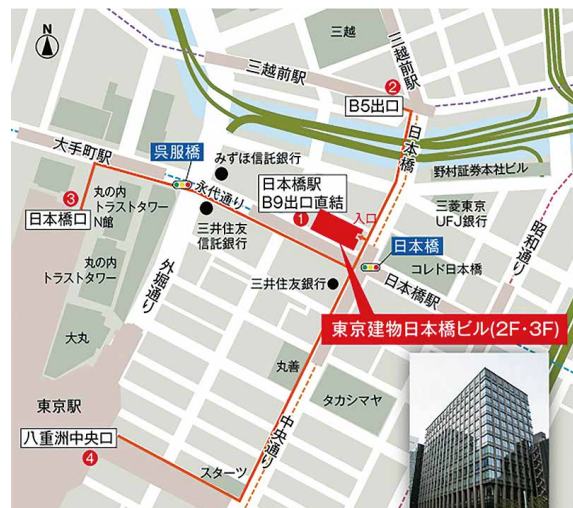 N
三越
三越前駅
三越前駅
2
B5出口
日本橋
大手町駅
呉服橋
みずほ信託銀行
永代通り
日本橋駅
B9出口直結
1
入口
野村証券本社ビル
三菱東京
UFJ銀行
昭和通り
3
日本橋口
丸の内
トラストタワー
N館
三井住友
信託銀行
日本橋
コレド日本橋
日本橋駅
丸の内
トラストタワー
外堀通り
三井住友銀行
東京建物日本橋ビル(2F・3F)
大丸
丸善
タカシマヤ
中央通り
東京駅
八重洲中央口
4
スターツ